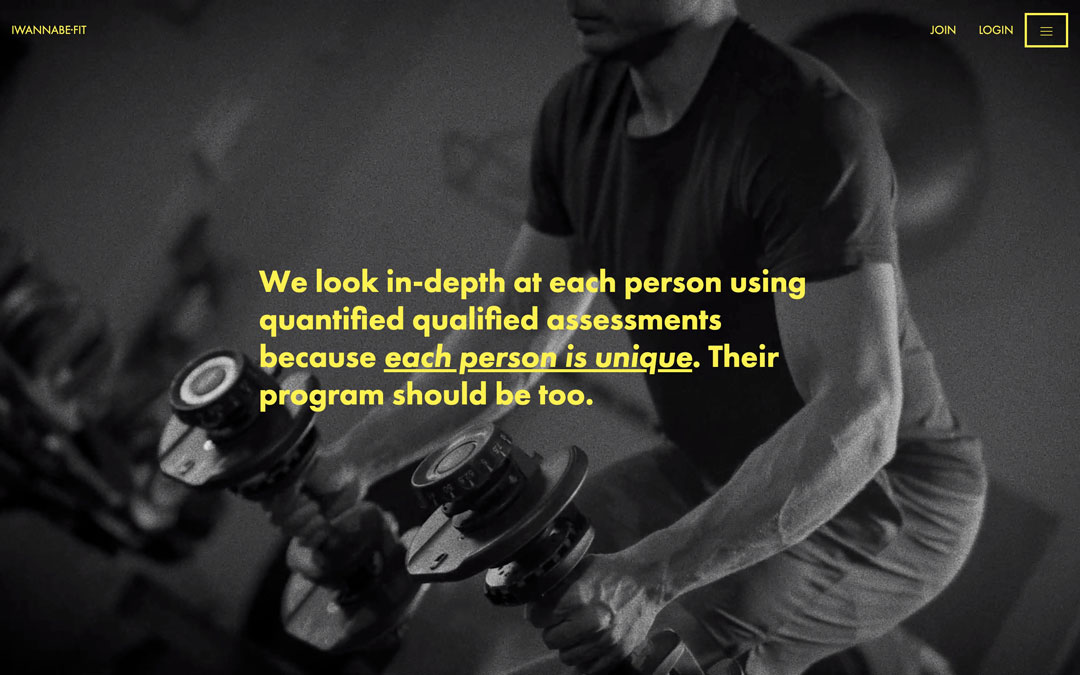 IWANNABE·FIT
JOIN LOGIN
We look in-depth at each person using
quantified qualified assessments
because each person is unique. Their
program should be too.